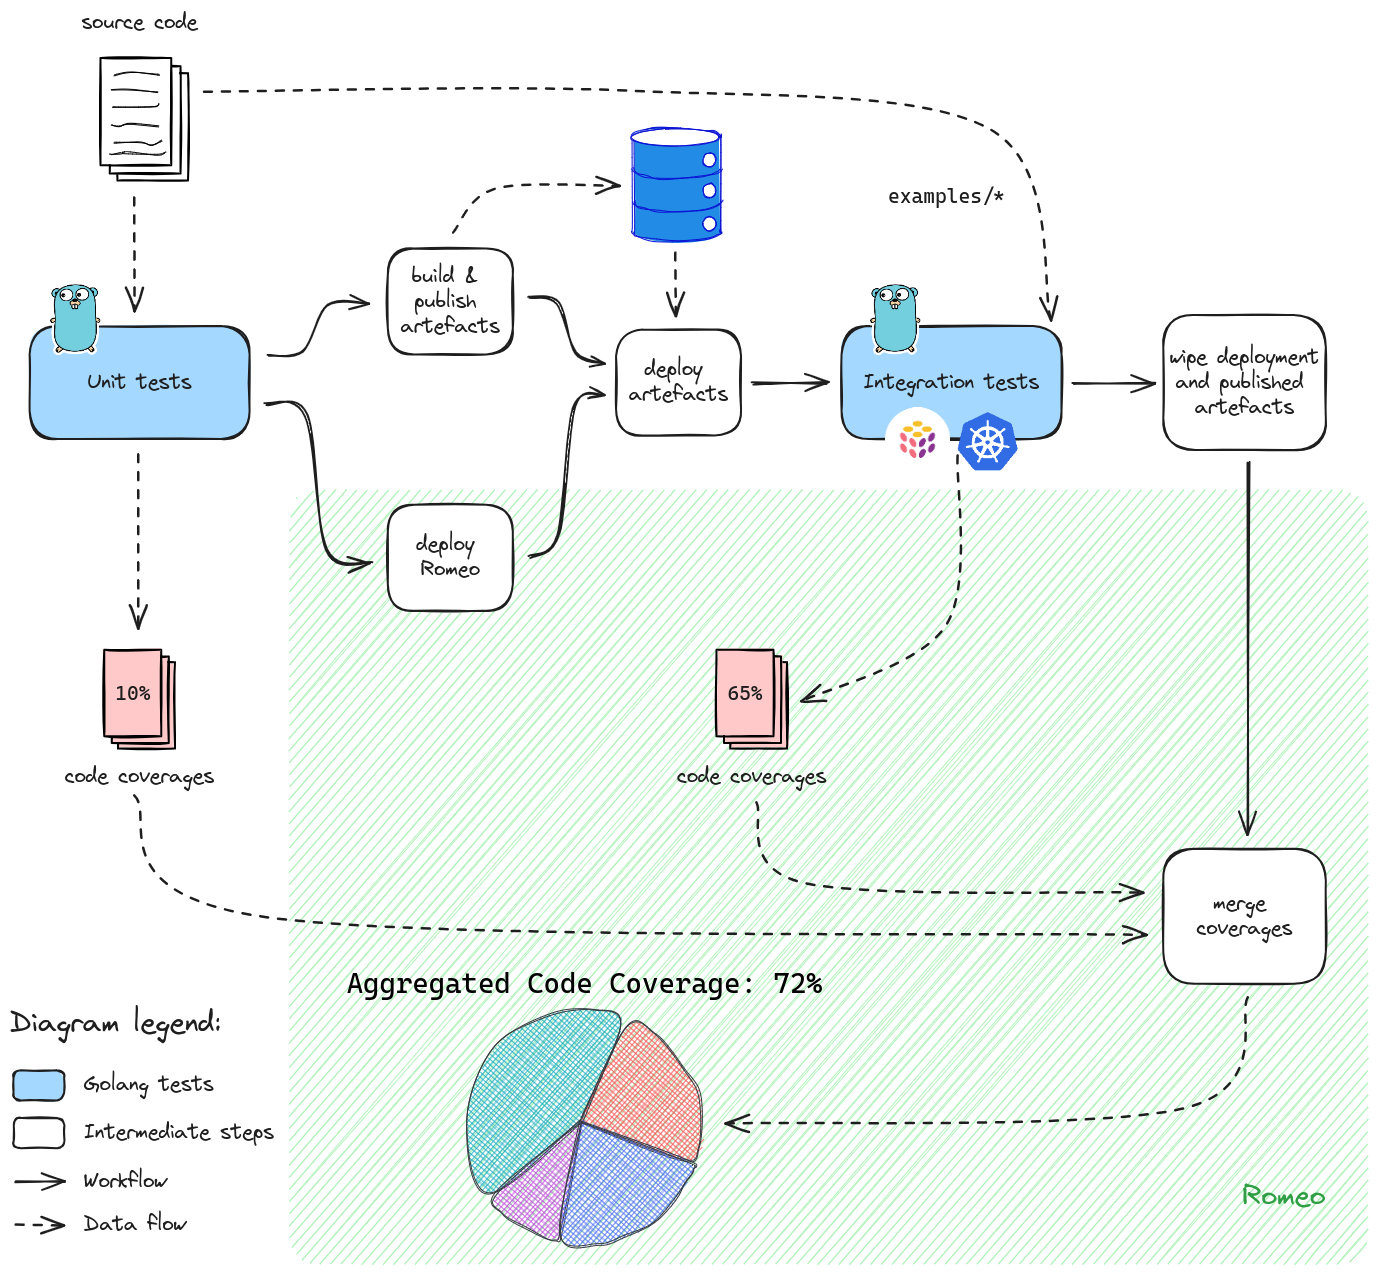 source code
examples/*
build &
publish
artefacts
Unit tests
deploy
artefacts
Integration tests
wipe deployment
and published
artefacts
deploy
Romeo
10%
code coverages
65%
code coverages
merge
coverages
Aggregated Code Coverage: 72%
Diagram legend:
Golang tests
Intermediate steps
Workflow
Data flow
Romeo